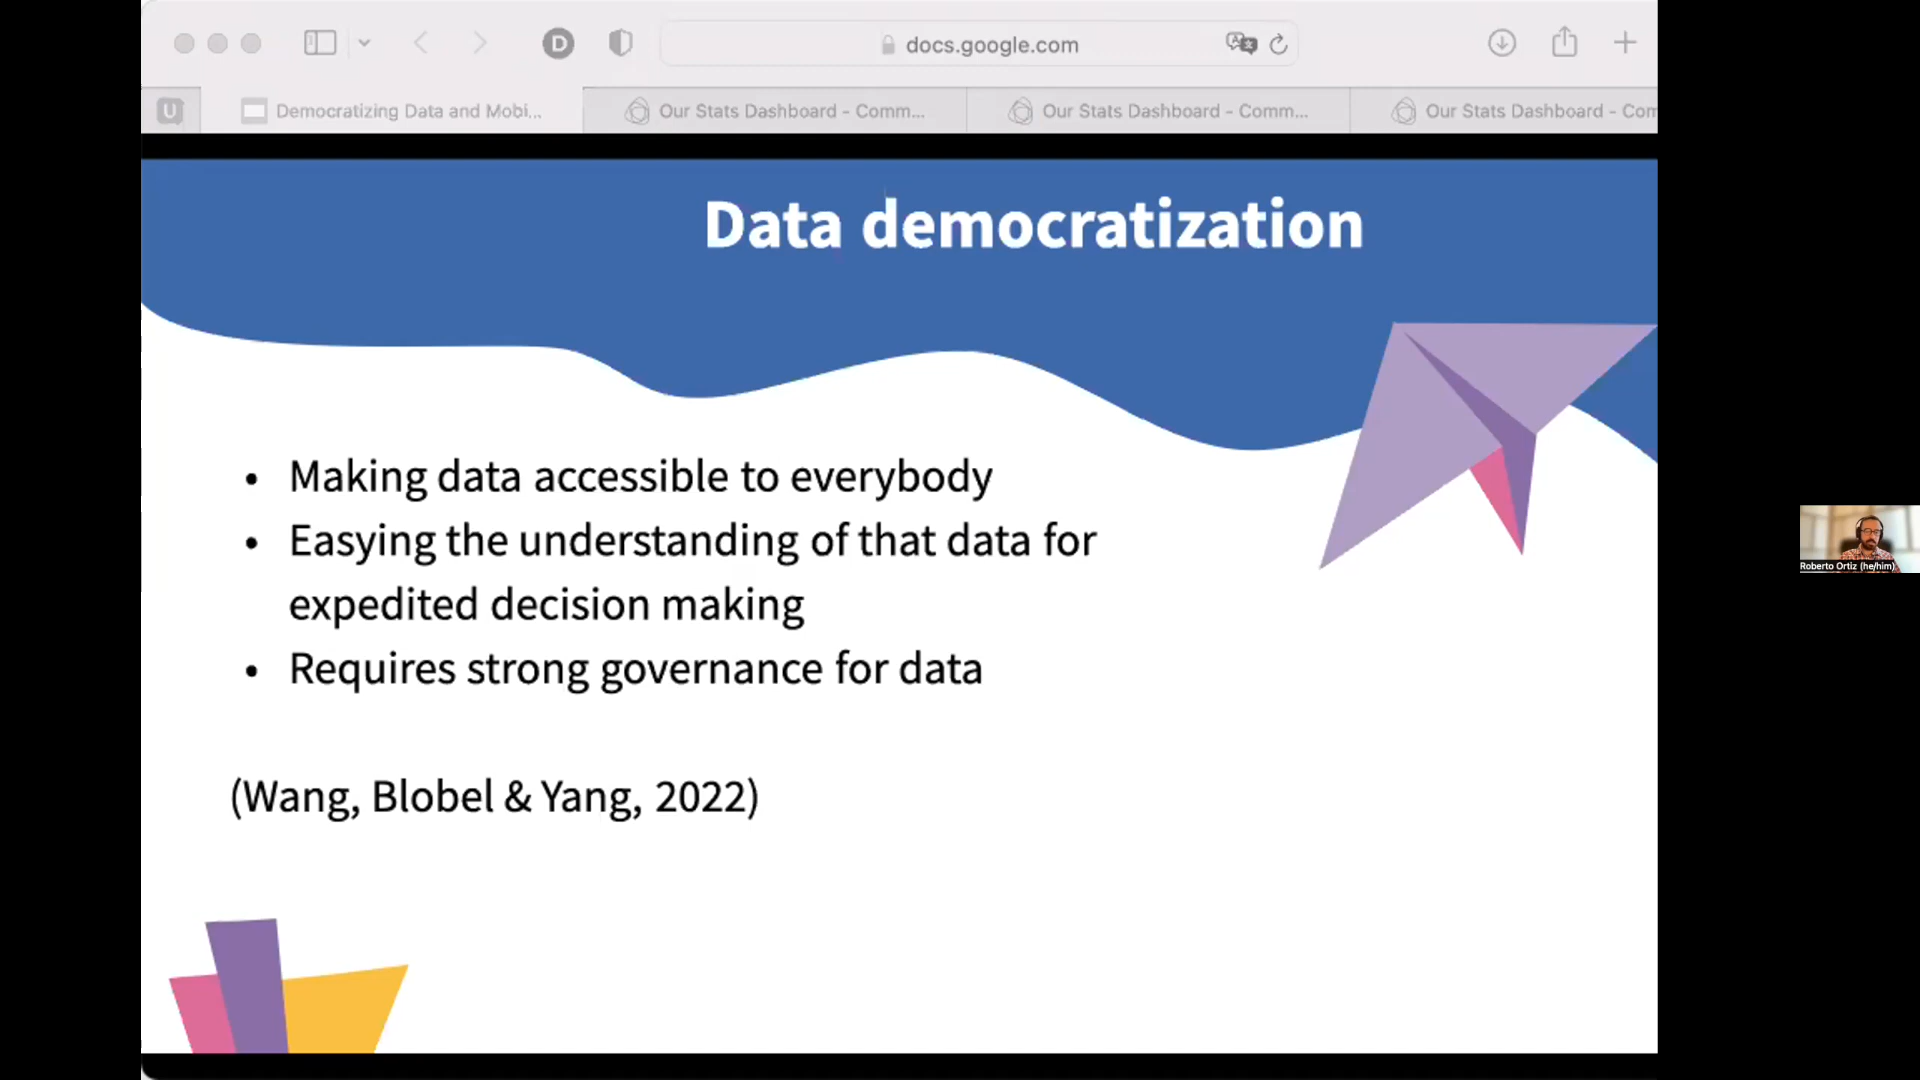 D
docs.google.com
U
Democratizing Data and Mobi...
Our Stats Dashboard - Comm...
Our Stats Dashboard - Comm...
Our Stats Dashboard - Com
Data democratization
• Making data accessible to everybody
• Easying the understanding of that data for
expedited decision making
• Requires strong governance for data
(Wang, Blobel & Yang, 2022)
Roberto Ortiz (he/him)